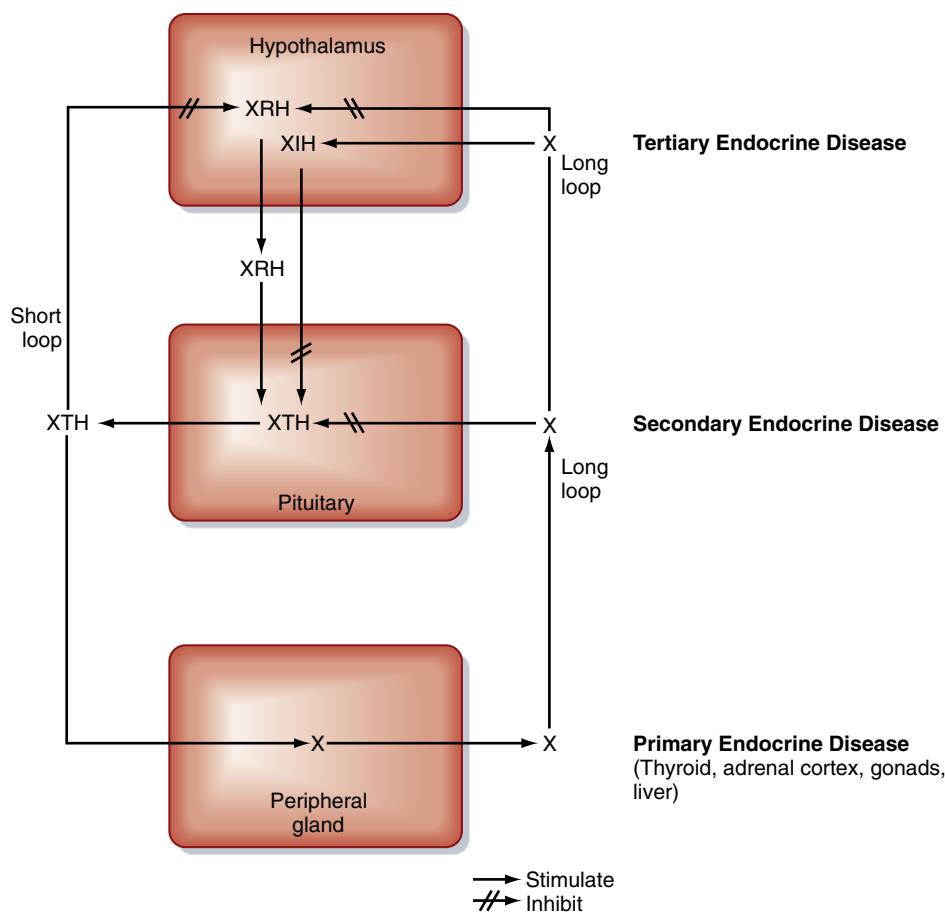 Hypothalamus
XRH
XIH
X
Tertiary Endocrine Disease
Long
loop
XRH
Short
loop
XTH
XTH
X
Secondary Endocrine Disease
Long
loop
Pituitary
X
X
Primary Endocrine Disease
(Thyroid, adrenal cortex, gonads,
liver)
Peripheral
gland
Stimulate
Inhibit